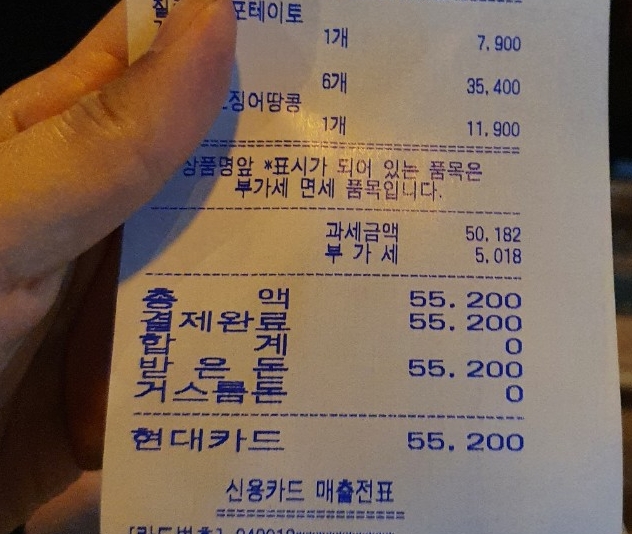 포테이토
1개 7,900
6개 35,400
징어땅콩
1개 11,900
상품명앞 *표시가 되어 있는 품목은
부가세 면세 품목입니다.
과세금액 50,182
부 가 세 5,018
총 액 55,200
결제완료 55,200
합 계 0
받 은 돈 55,200
거스름돈 0
현대카드 55,200
신용카드 매출전표